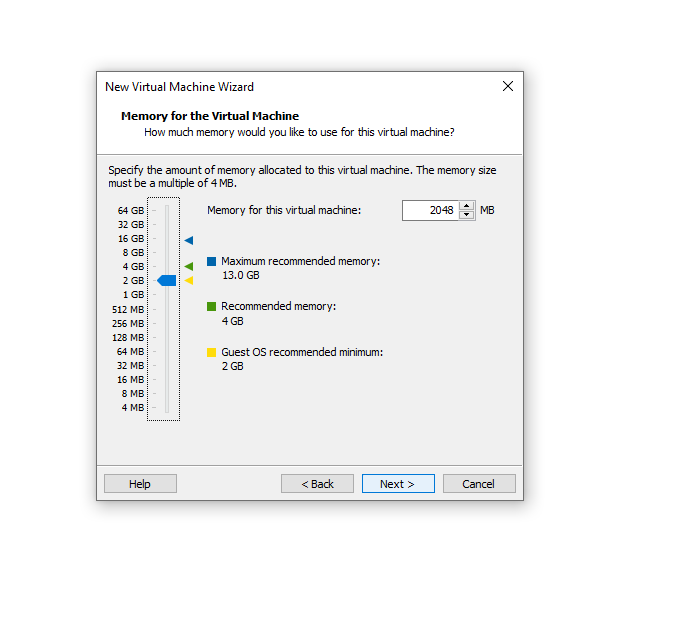 New Virtual Machine Wizard
Memory for the Virtual Machine
How much memory would you like to use for this virtual machine?
Specify the amount of memory allocated to this virtual machine. The memory size
must be a multiple of 4 MB.
64 GB
32 GB
16 GB
8 GB
4 GB
2 GB
1 GB
512 MB
256 MB
128 MB
64 MB
32 MB
16 MB
8 MB
4 MB
Memory for this virtual machine: 2048 MB
Maximum recommended memory:
13.0 GB
Recommended memory:
4 GB
Guest OS recommended minimum:
2 GB
Help < Back Next > Cancel